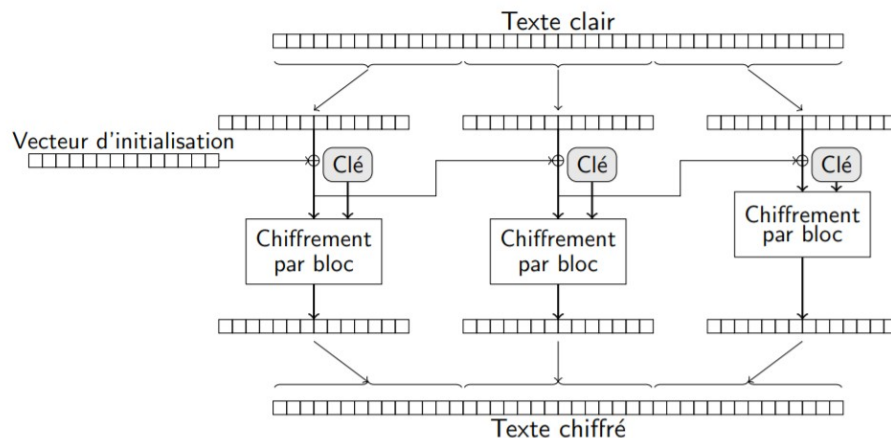 Texte clair
Vecteur d'initialisation
Clé
Clé
Clé
Chiffrement
par bloc
Chiffrement
par bloc
Chiffrement
par bloc
Texte chiffré